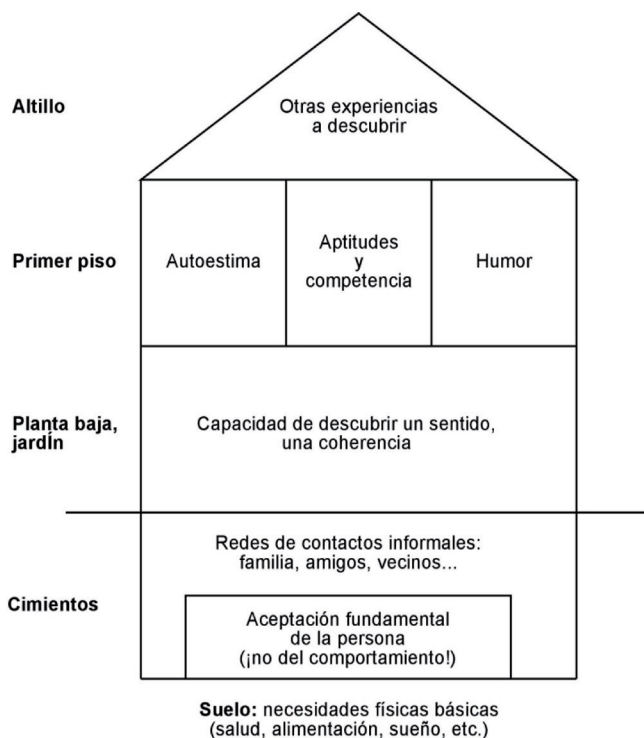 Altillo
Otras experiencias
a descubrir
Primer piso
Autoestima
Aptitudes
y
competencia
Humor
Planta baja,
jardín
Capacidad de descubrir un sentido,
una coherencia
Redes de contactos informales:
familia, amigos, vecinos...
Cimientos
Aceptación fundamental
de la persona
(¡no del comportamiento!)
Suelo: necesidades físicas básicas
(salud, alimentación, sueño, etc.)